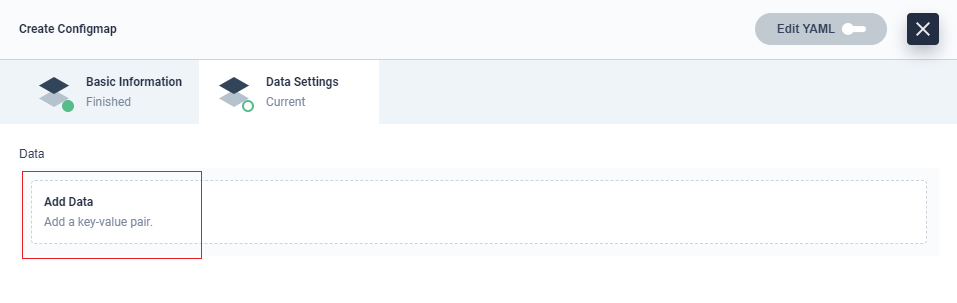 Create Configmap
Edit YAML
Basic Information
Finished
Data Settings
Current
Data
Add Data
Add a key-value pair.